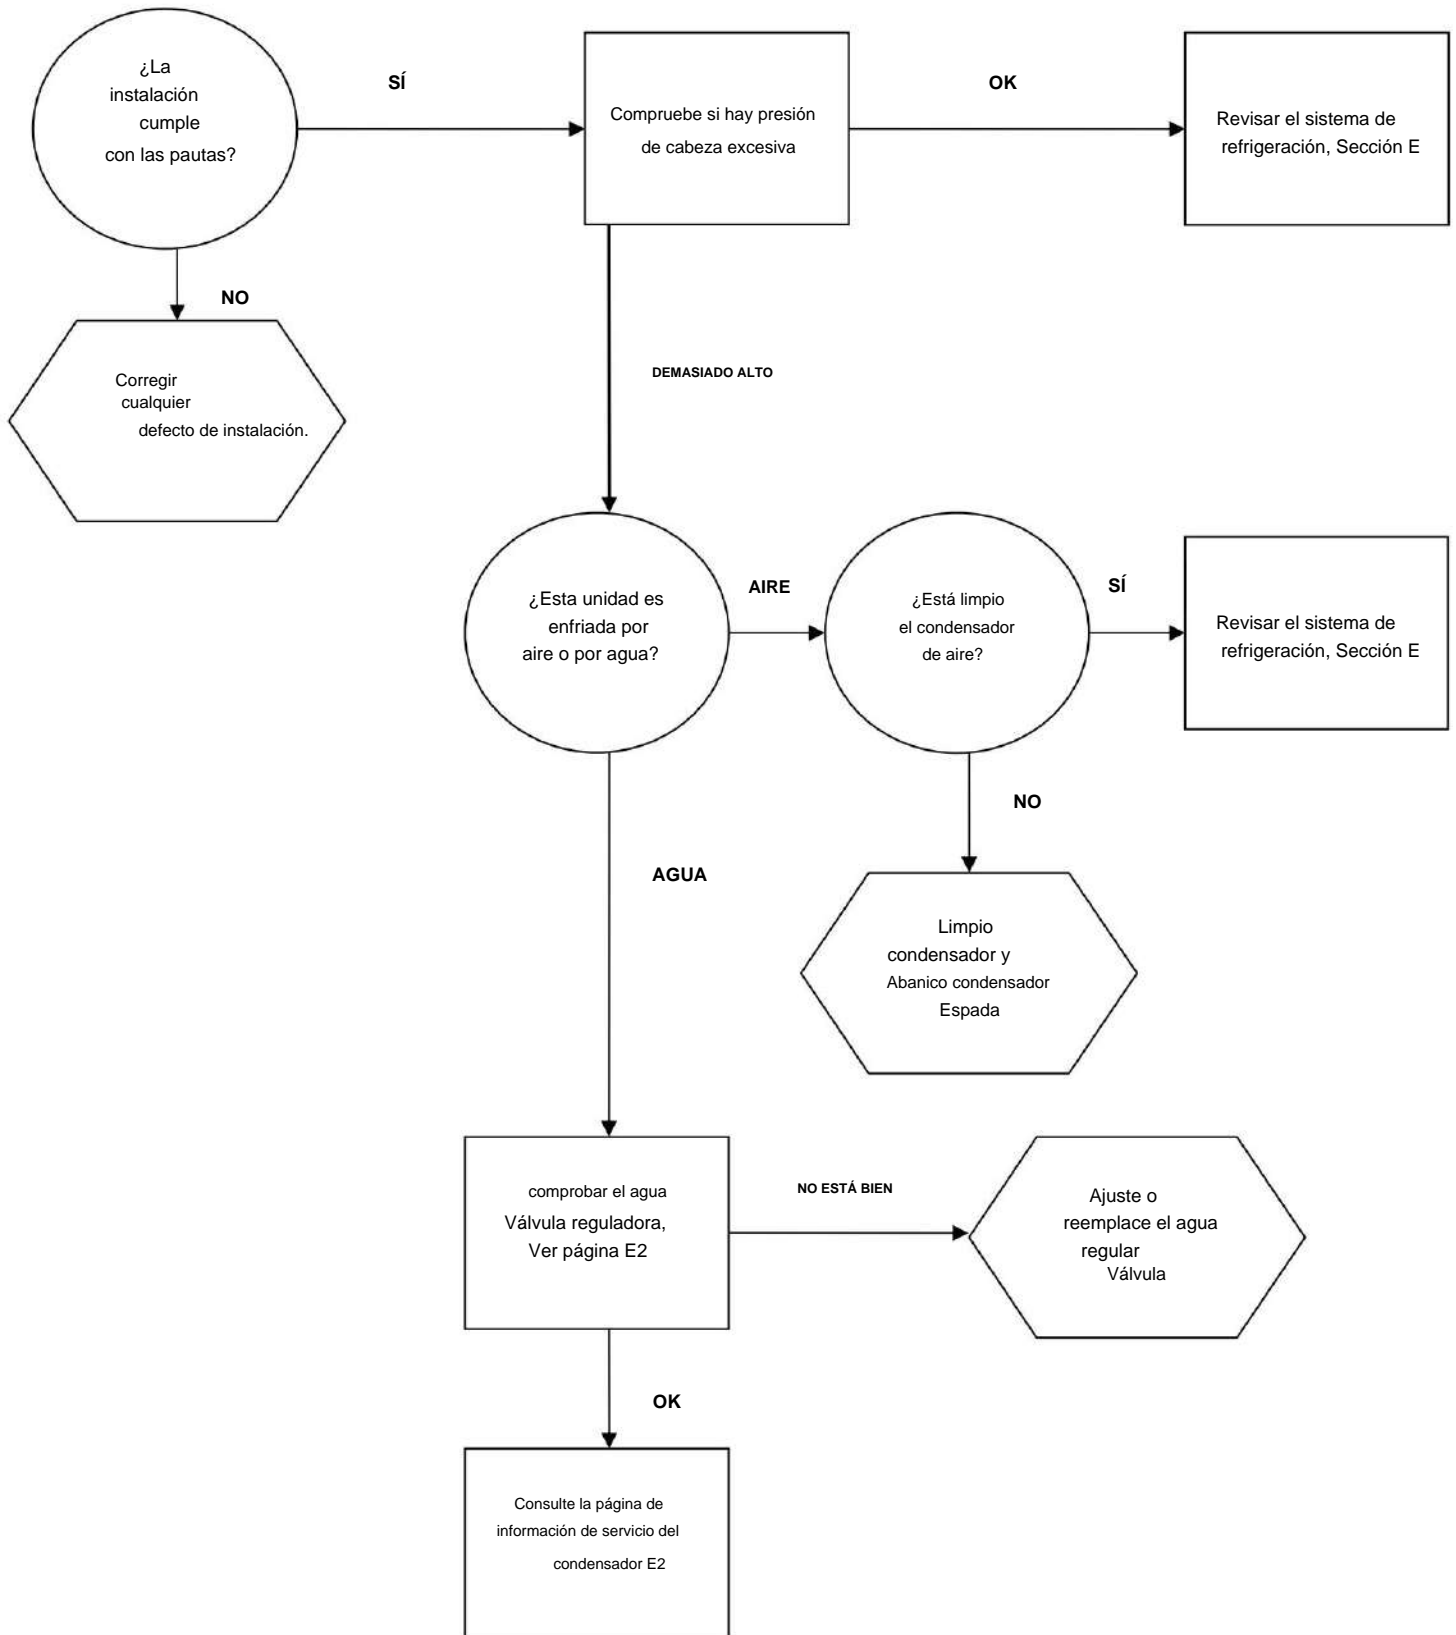 ¿La
instalación
cumple
con las pautas?
SÍ
Compruebe si hay presión
de cabeza excesiva
OK
Revisar el sistema de
refrigeración, Sección E
NO
Corregir
cualquier
defecto de instalación.
DEMASIADO ALTO
¿Esta unidad es
enfriada por
aire o por agua?
AIRE
¿Está limpio
el condensador
de aire?
SÍ
Revisar el sistema de
refrigeración, Sección E
NO
Limpio
condensador y
Abanico condensador
Espada
AGUA
comprobar el agua
Válvula reguladora,
Ver página E2
NO ESTÁ BIEN
Ajuste o
reemplace el agua
regular
Válvula
OK
Consulte la página de
información de servicio del
condensador E2